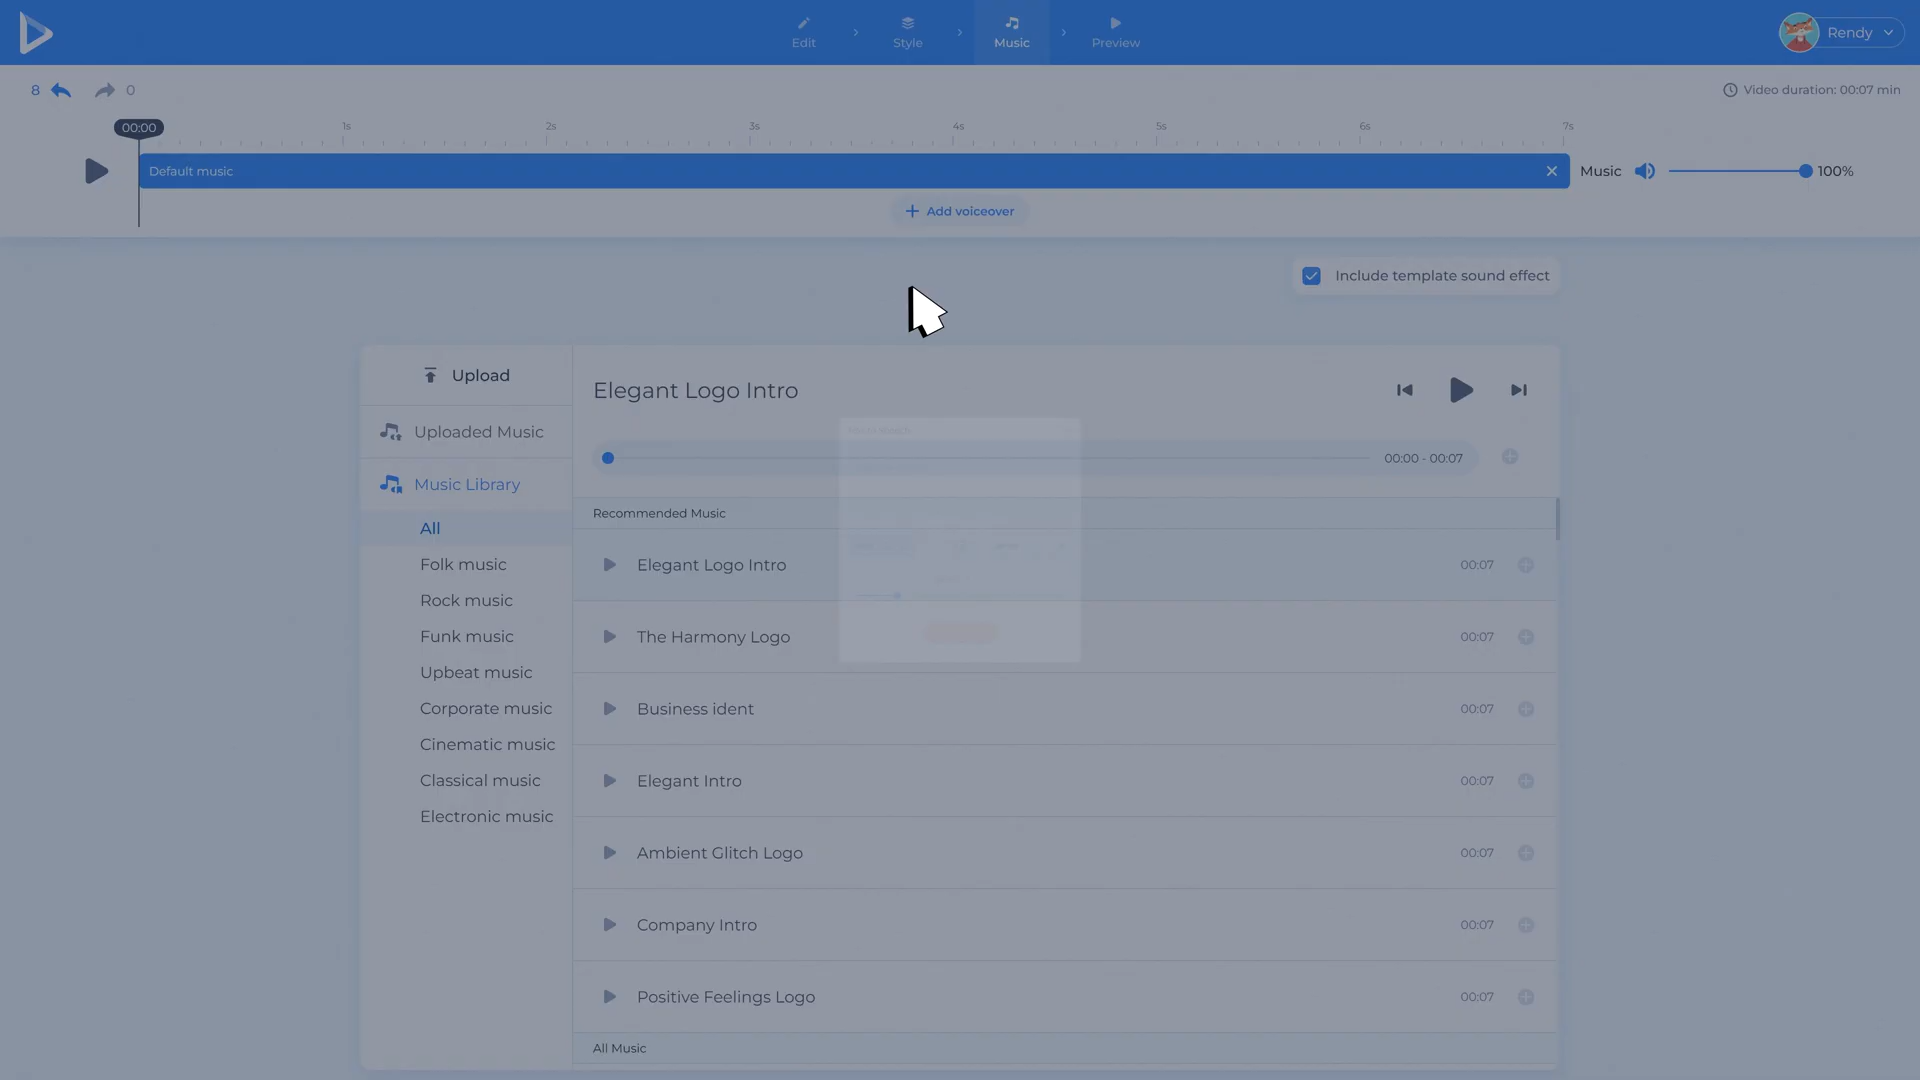 Edit
Style
Music
Preview
Rendy
8
0
Video duration: 00:07 min
00:00
1s
2s
3s
4s
5s
6s
7s
Default music
Music
100%
Add voiceover
Include template sound effect
Upload
Uploaded Music
Music Library
All
Folk music
Rock music
Funk music
Upbeat music
Corporate music
Cinematic music
Classical music
Electronic music
Elegant Logo Intro
00:00 - 00:07
Recommended Music
Elegant Logo Intro 00:07
The Harmony Logo 00:07
Business ident 00:07
Elegant Intro 00:07
Ambient Glitch Logo 00:07
Company Intro 00:07
Positive Feelings Logo 00:07
All Music